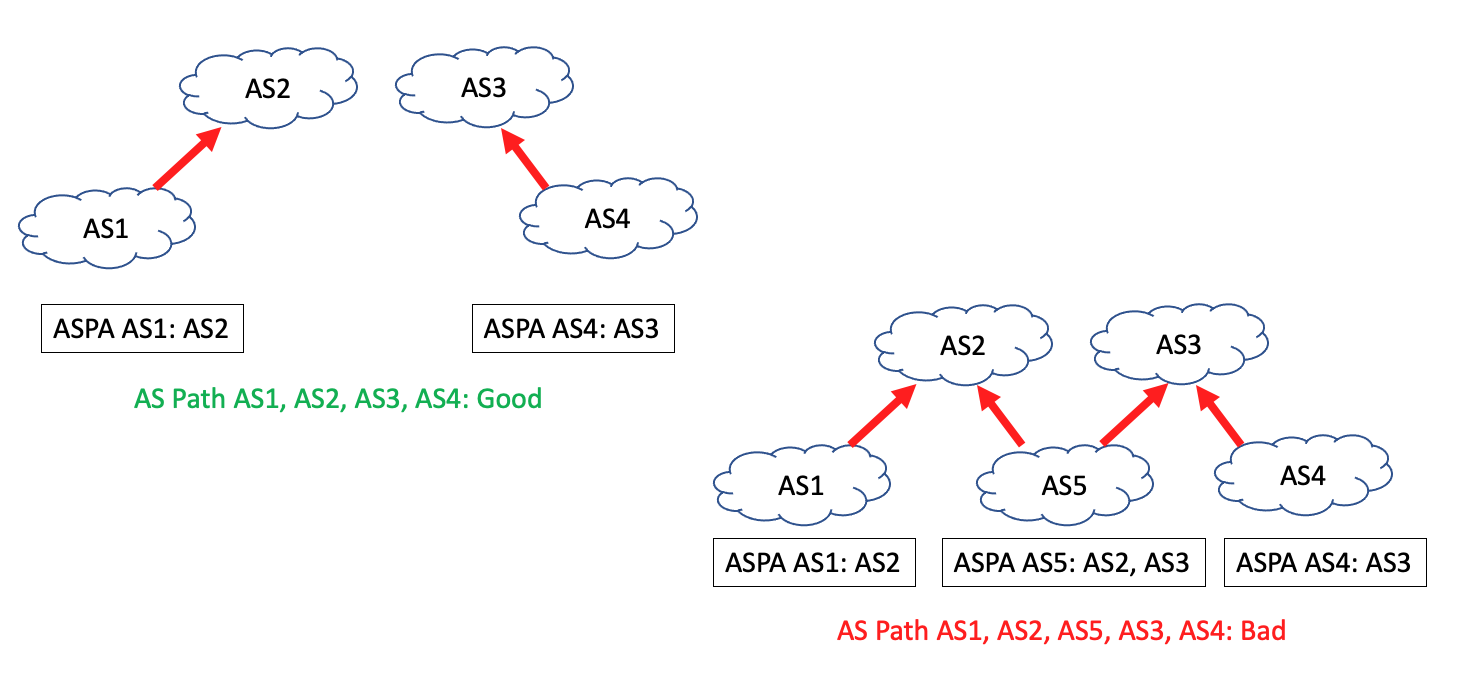 AS2
AS3
AS1
AS4
ASPA AS1: AS2
ASPA AS4: AS3
AS Path AS1, AS2, AS3, AS4: Good
AS2
AS3
AS1
AS5
AS4
ASPA AS1: AS2
ASPA AS5: AS2, AS3
ASPA AS4: AS3
AS Path AS1, AS2, AS5, AS3, AS4: Bad